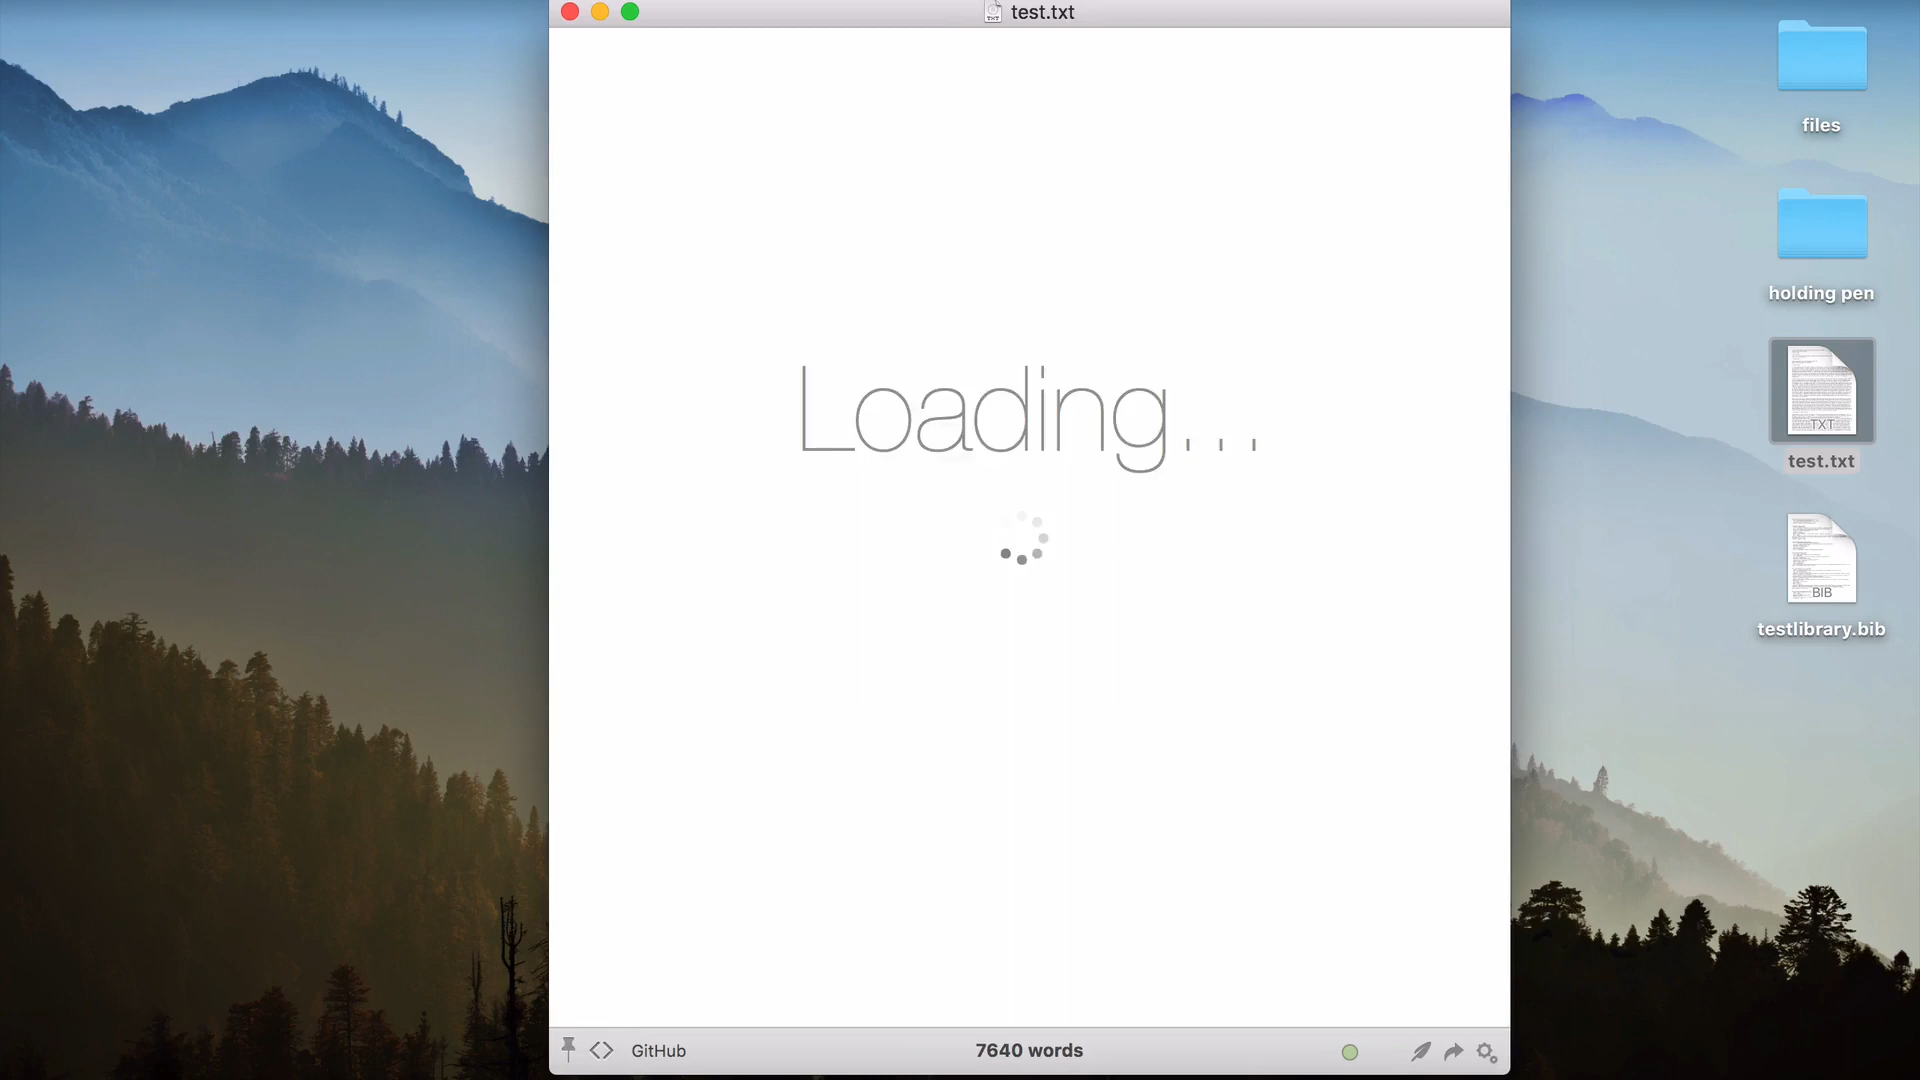 test.txt
files
holding pen
Loading...
TXT
test.txt
BIB
testlibrary.bib
GitHub
7640 words